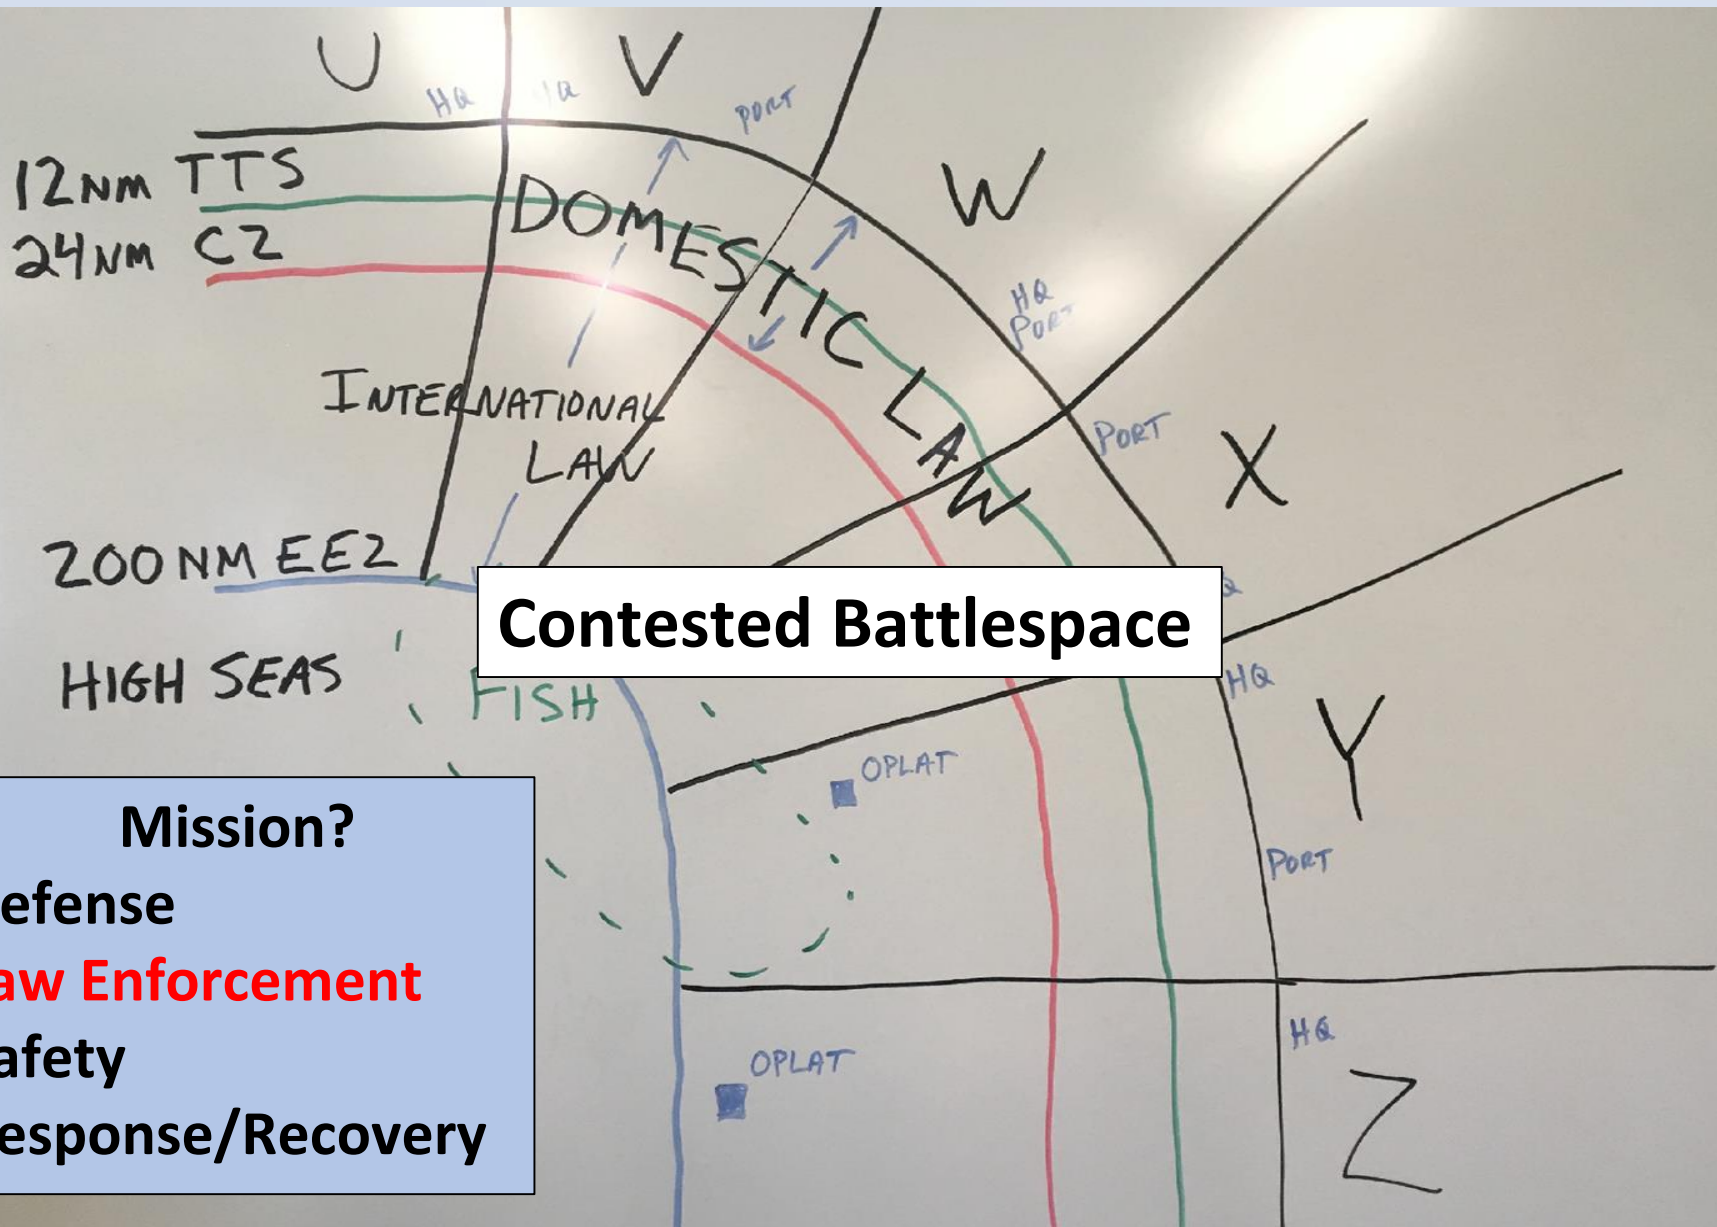 U
V
HQ
HQ
PORT
12NM TTS
W
DOMESTIC LAW
24NM CZ
HQ
PORT
INTERNATIONAL
LAW
PORT
X
200NM EEZ
Contested Battlespace
HIGH SEAS
FISH
HQ
Y
OPLAT
Mission?
efense
PORT
aw Enforcement
afety
HQ
OPLAT
Z
esponse/Recovery